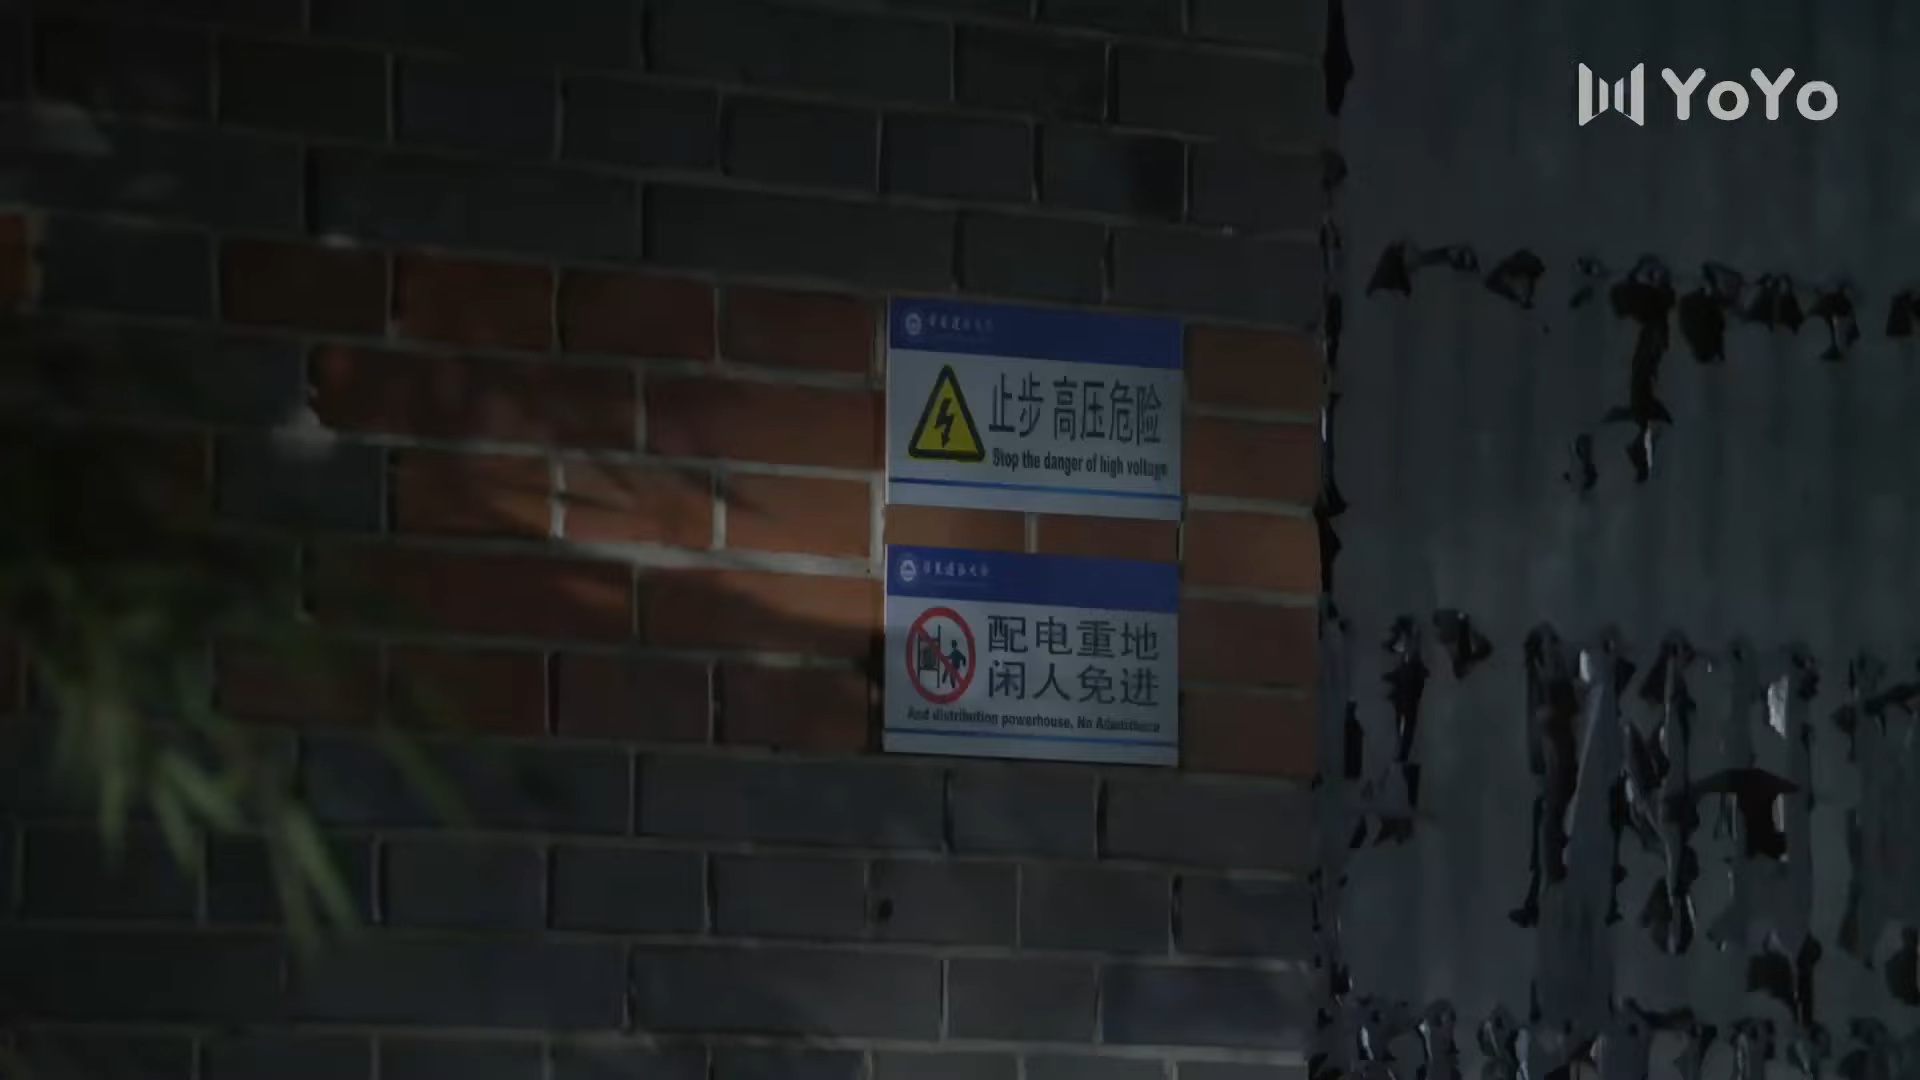 YoYo
止步 高压危险
Stop the danger of high voltage
配电重地
闲人免进
And distribution powerhouse, No Admittance